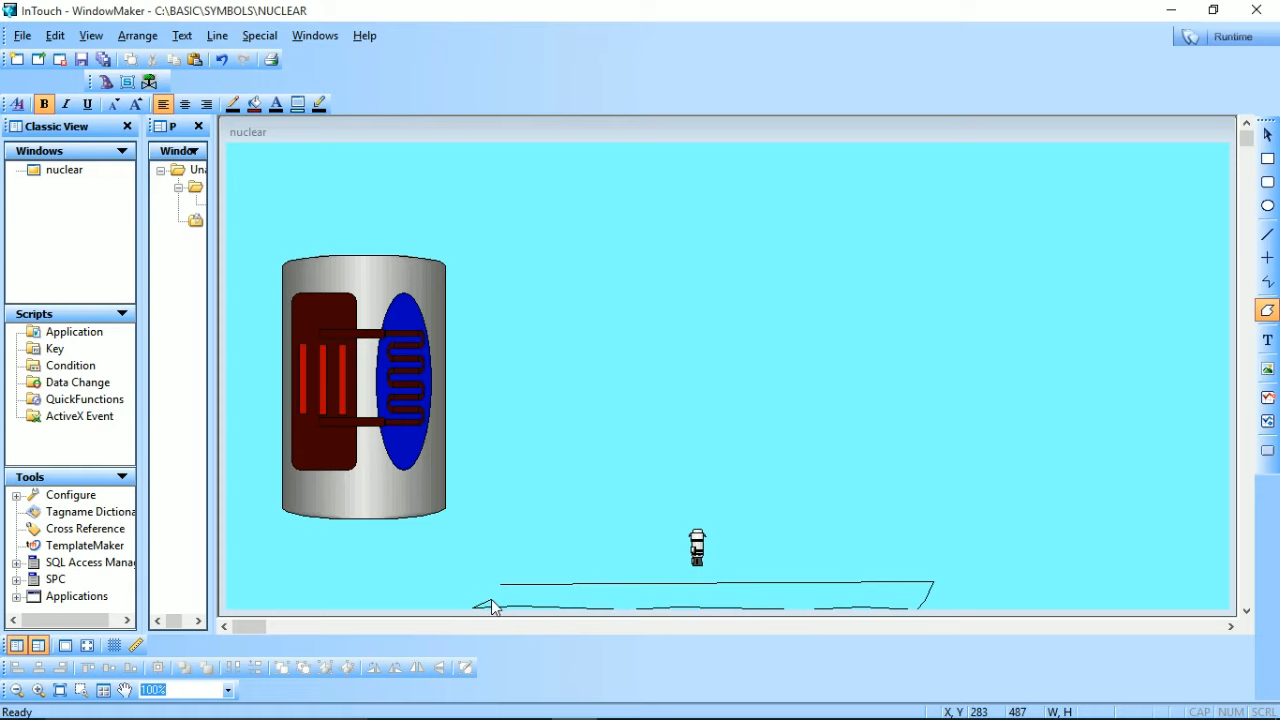 InTouch - WindowMaker - C:\BASIC\SYMBOLS\NUCLEAR
File Edit View Arrange Text Line Special Windows Help
Runtime
B I U
Classic View
P
nuclear
Windows
nuclear
Window
Una
Scripts
Application
Key
Condition
Data Change
QuickFunctions
ActiveX Event
Tools
Configure
Tagname Dictiona
Cross Reference
TemplateMaker
SQL Access Mana
SPC
Applications
100%
Ready
X, Y 283 487 W, H CAP NUM SCRL